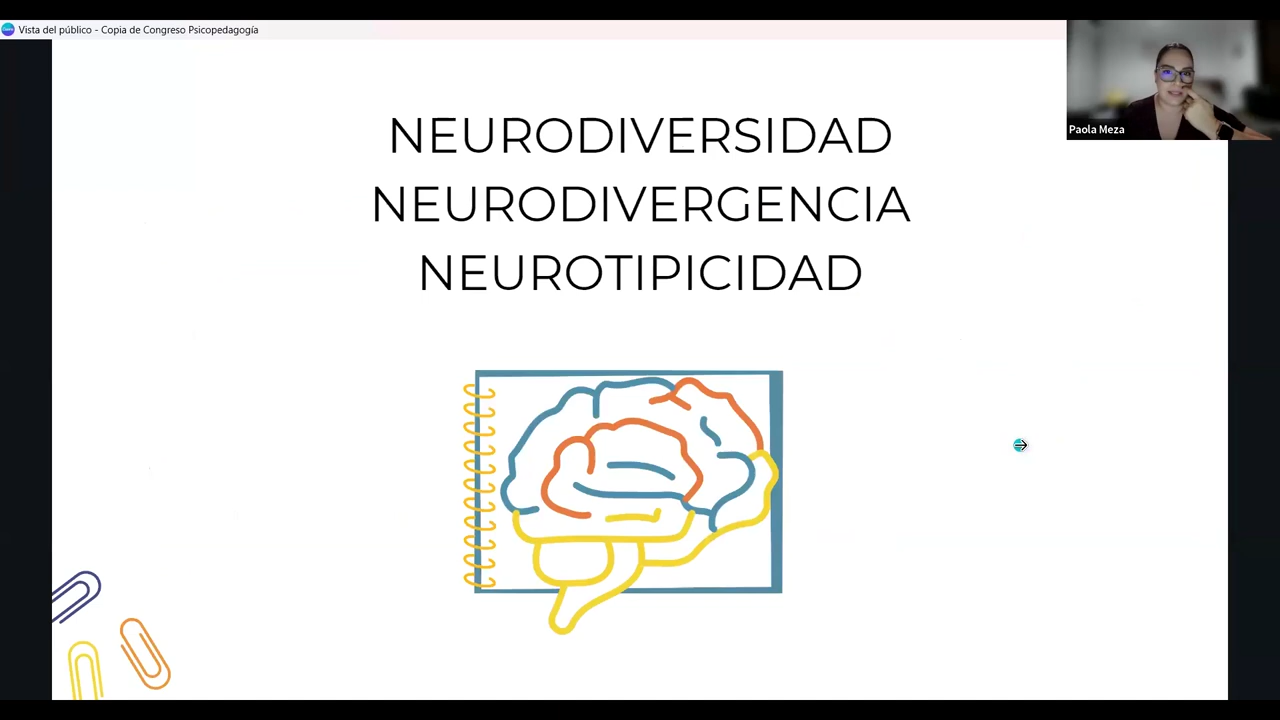 Vista del público - Copia de Congreso Psicopedagogía
NEURODIVERSIDAD
NEURODIVERGENCIA
NEUROTIPICIDAD
Paola Meza